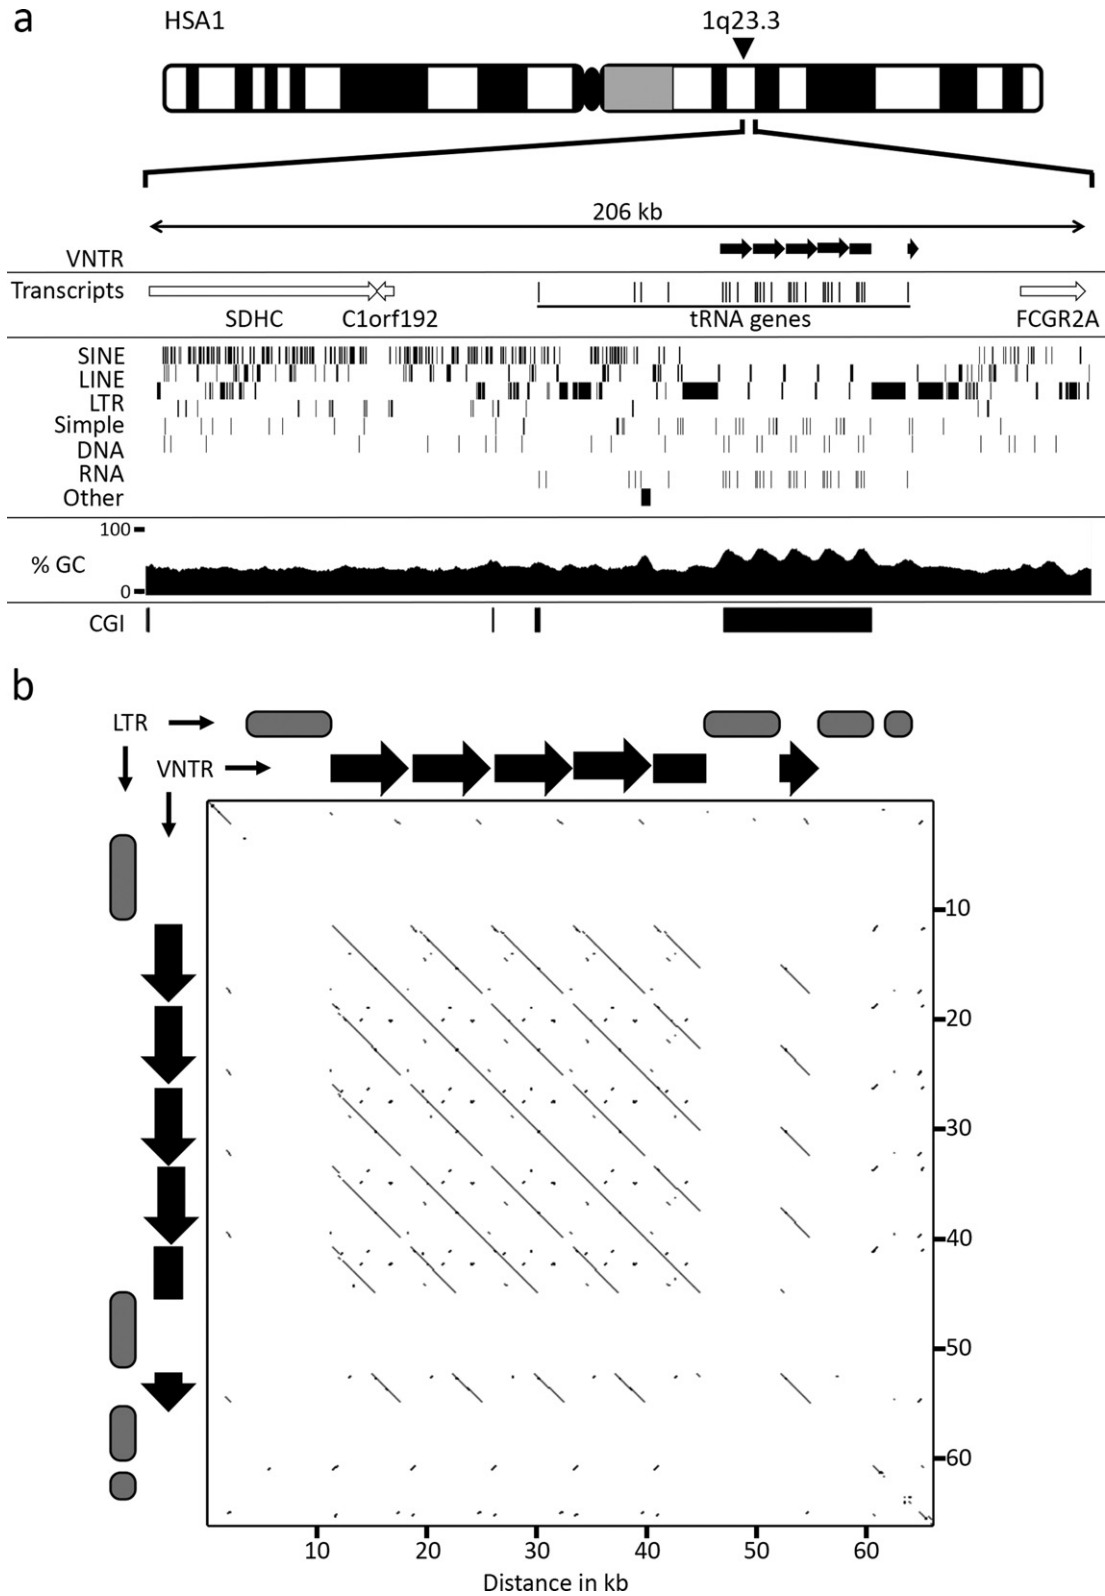 a
HSA1
1q23.3
206 kb
VNTR
Transcripts
SDHC
C1orf192
tRNA genes
FCGR2A
SINE
LINE
LTR
Simple
DNA
RNA
Other
100
% GC
0
CGI
b
LTR
VNTR
10
20
30
40
50
60
10
20
30
40
50
60
Distance in kb